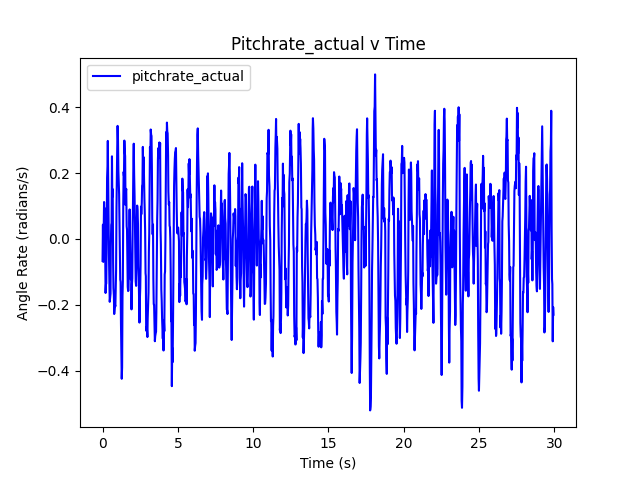 Pitchrate_actual v Time
pitchrate_actual
Angle Rate (radians/s)
0.4
0.2
0.0
−0.2
−0.4
0 5 10 15 20 25 30
Time (s)